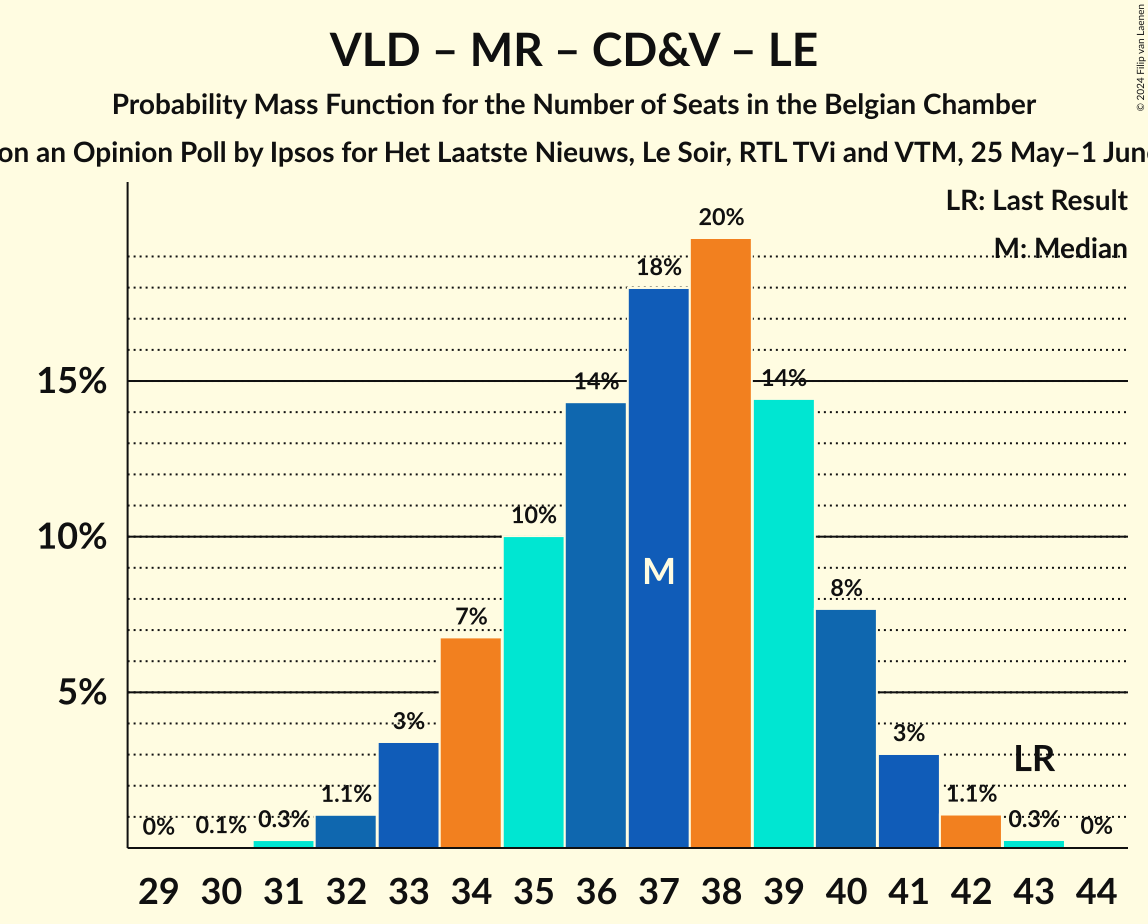 VLD – MR – CD&V – LE
Probability Mass Function for the Number of Seats in the Belgian Chamber
on an Opinion Poll by Ipsos for Het Laatste Nieuws, Le Soir, RTL TVi and VTM, 25 May–1 June
© 2024 Filip van Laenen
LR: Last Result
M: Median
20%
18%
15%
14%
14%
10%
10%
M
8%
7%
5%
3%
3%
LR
1.1%
1.1%
0%
0.1%
0.3%
0.3%
0%
29 30 31 32 33 34 35 36 37 38 39 40 41 42 43 44